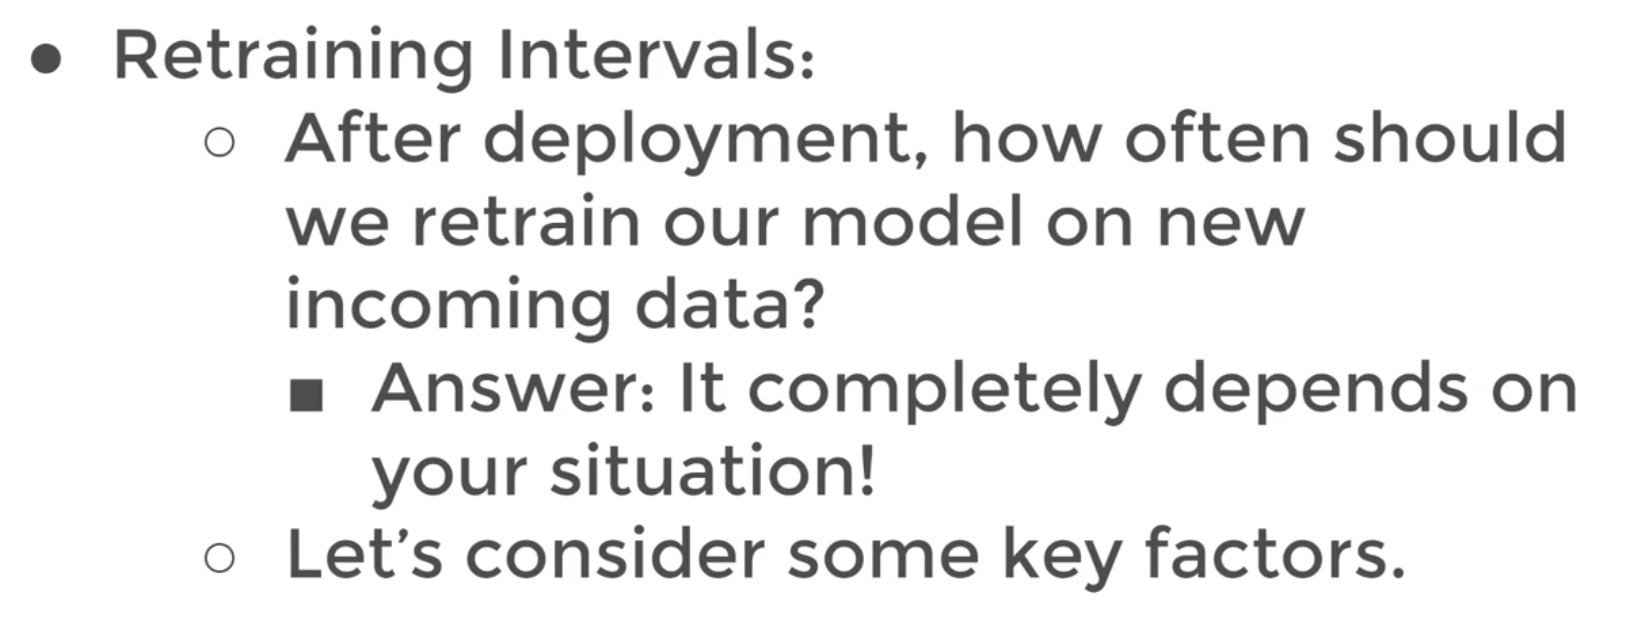 ● Retraining Intervals:
○ After deployment, how often should
we retrain our model on new
incoming data?
■ Answer: It completely depends on
your situation!
○ Let’s consider some key factors.